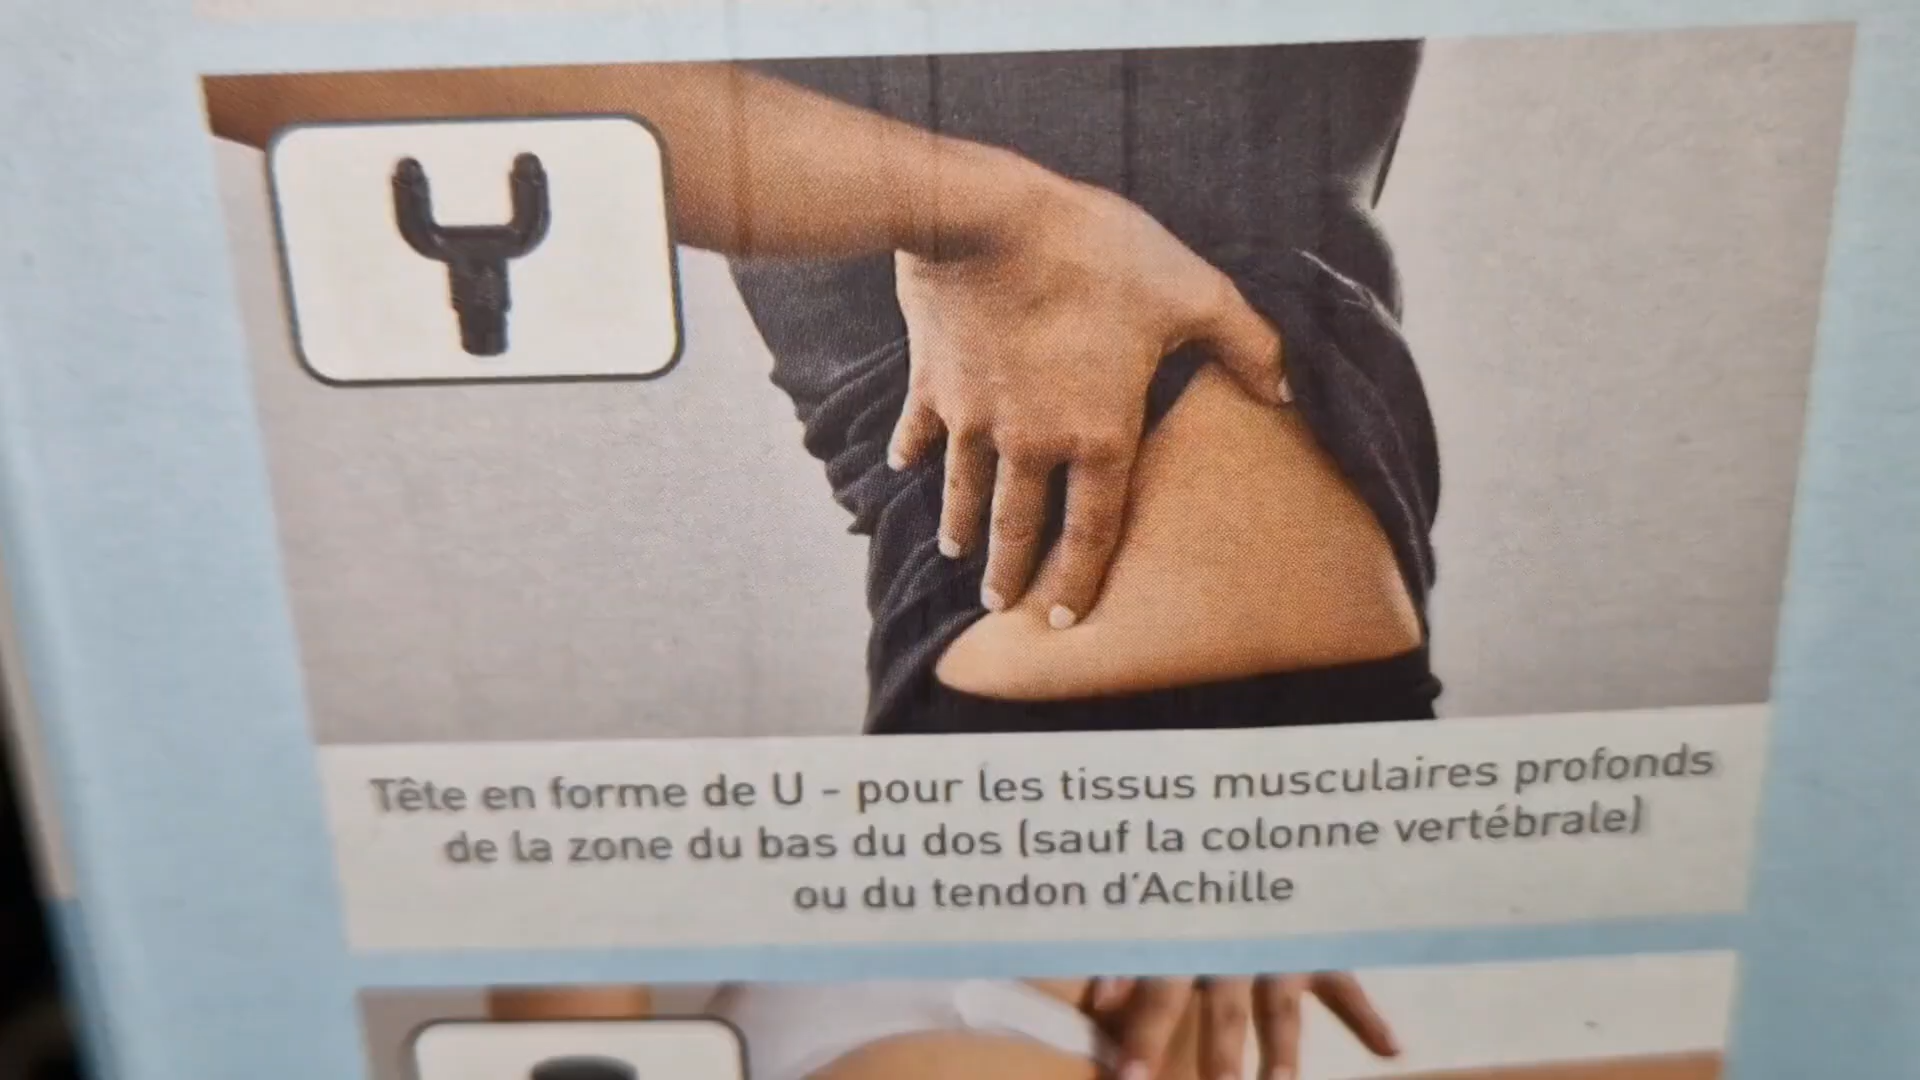 Tête en forme de U - pour les tissus musculaires profonds
de la zone du bas du dos (sauf la colonne vertébrale)
ou du tendon d'Achille